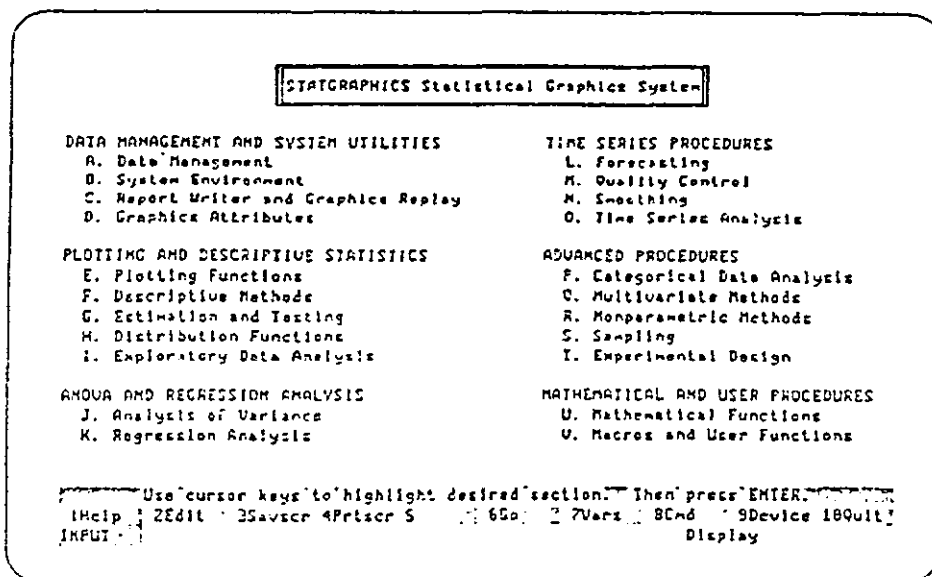 STATGRAPHICS Statistical Graphics System
DATA MANAGEMENT AND SYSTEM UTILITIES
A. Data Management
B. System Environment
C. Report Writer and Graphics Replay
D. Graphics Attributes
PLOTTING AND DESCRIPTIVE STATISTICS
E. Plotting Functions
F. Descriptive Methods
G. Estimation and Testing
H. Distribution Functions
I. Exploratory Data Analysis
ANOVA AND REGRESSION ANALYSIS
J. Analysis of Variance
K. Regression Analysis
TIME SERIES PROCEDURES
L. Forecasting
M. Quality Control
N. Smoothing
O. Time Series Analysis
ADVANCED PROCEDURES
P. Categorical Data Analysis
Q. Multivariate Methods
R. Nonparametric Methods
S. Sampling
T. Experimental Design
MATHEMATICAL AND USER PROCEDURES
U. Mathematical Functions
V. Macros and User Functions
Use cursor keys to highlight desired section. Then press ENTER.
1Help 2Edit 3Savscr 4Prtscr 5 6Go 7Vars 8Cmd 9Device 10Quit
INPUT Display